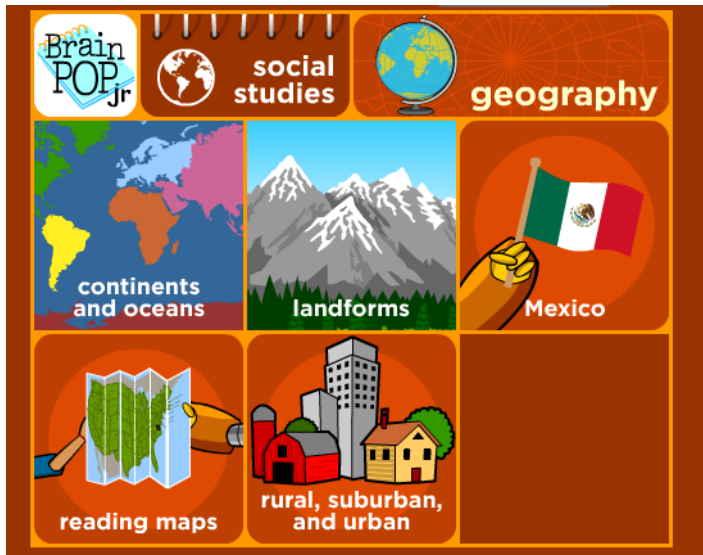 Brain
POP
jr
social
studies
geography
continents
and oceans
landforms
Mexico
reading maps
rural, suburban,
and urban